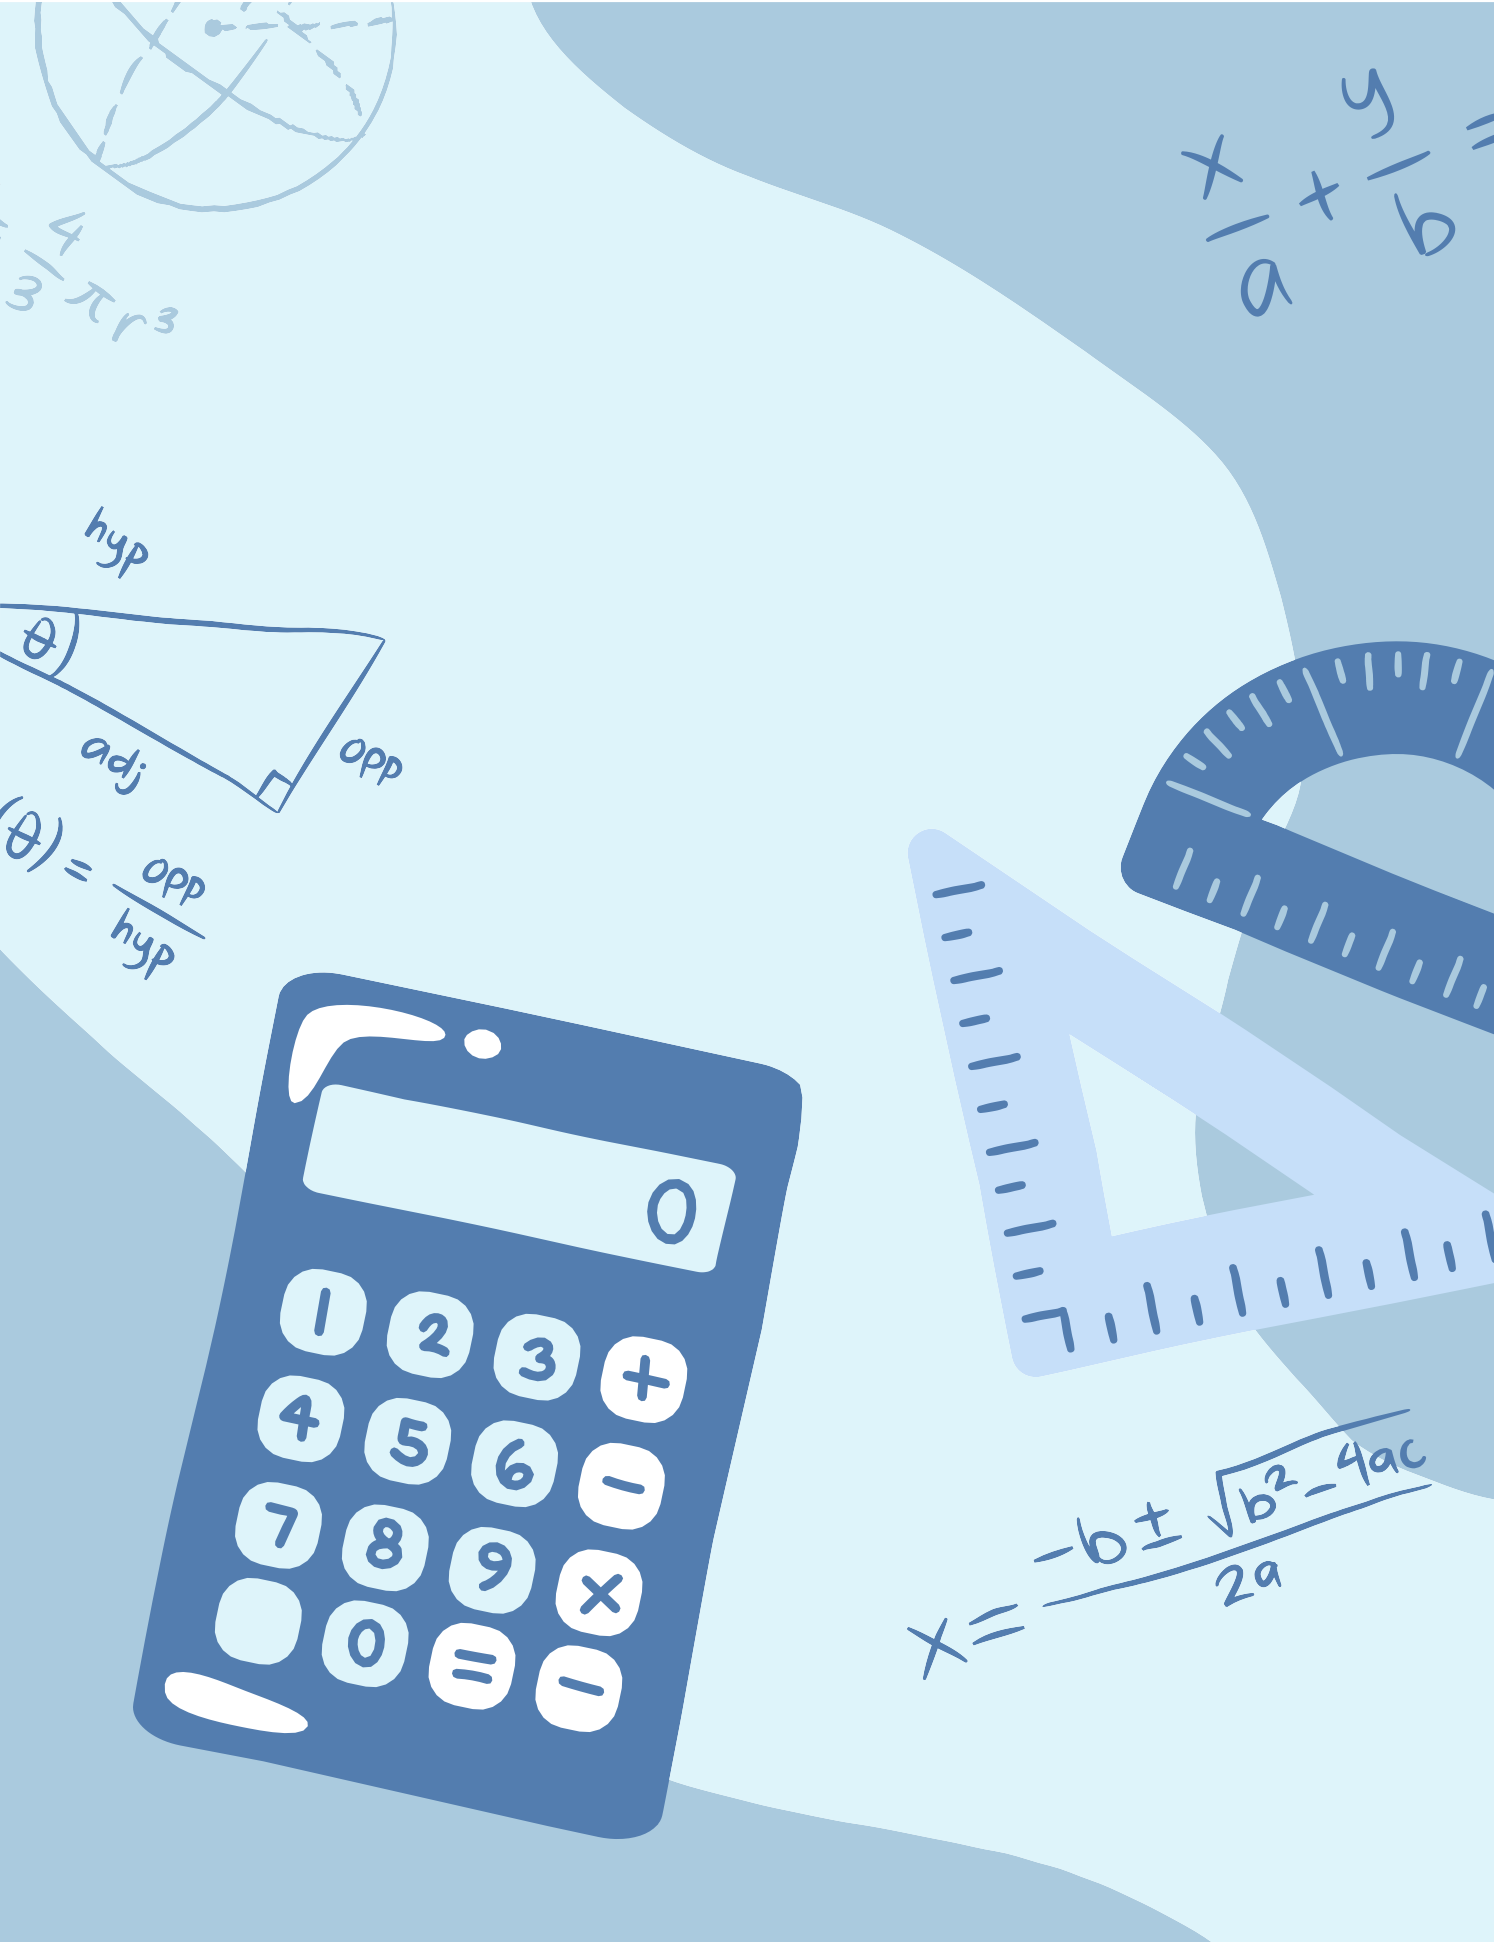 x/a + y/b =
= 4/3 πr³
hyp
θ
adj
opp
(θ) = opp/hyp
0
1 2 3 +
4 5 6 −
7 8 9 ×
0 = −
x = −b ± √b² − 4ac / 2a